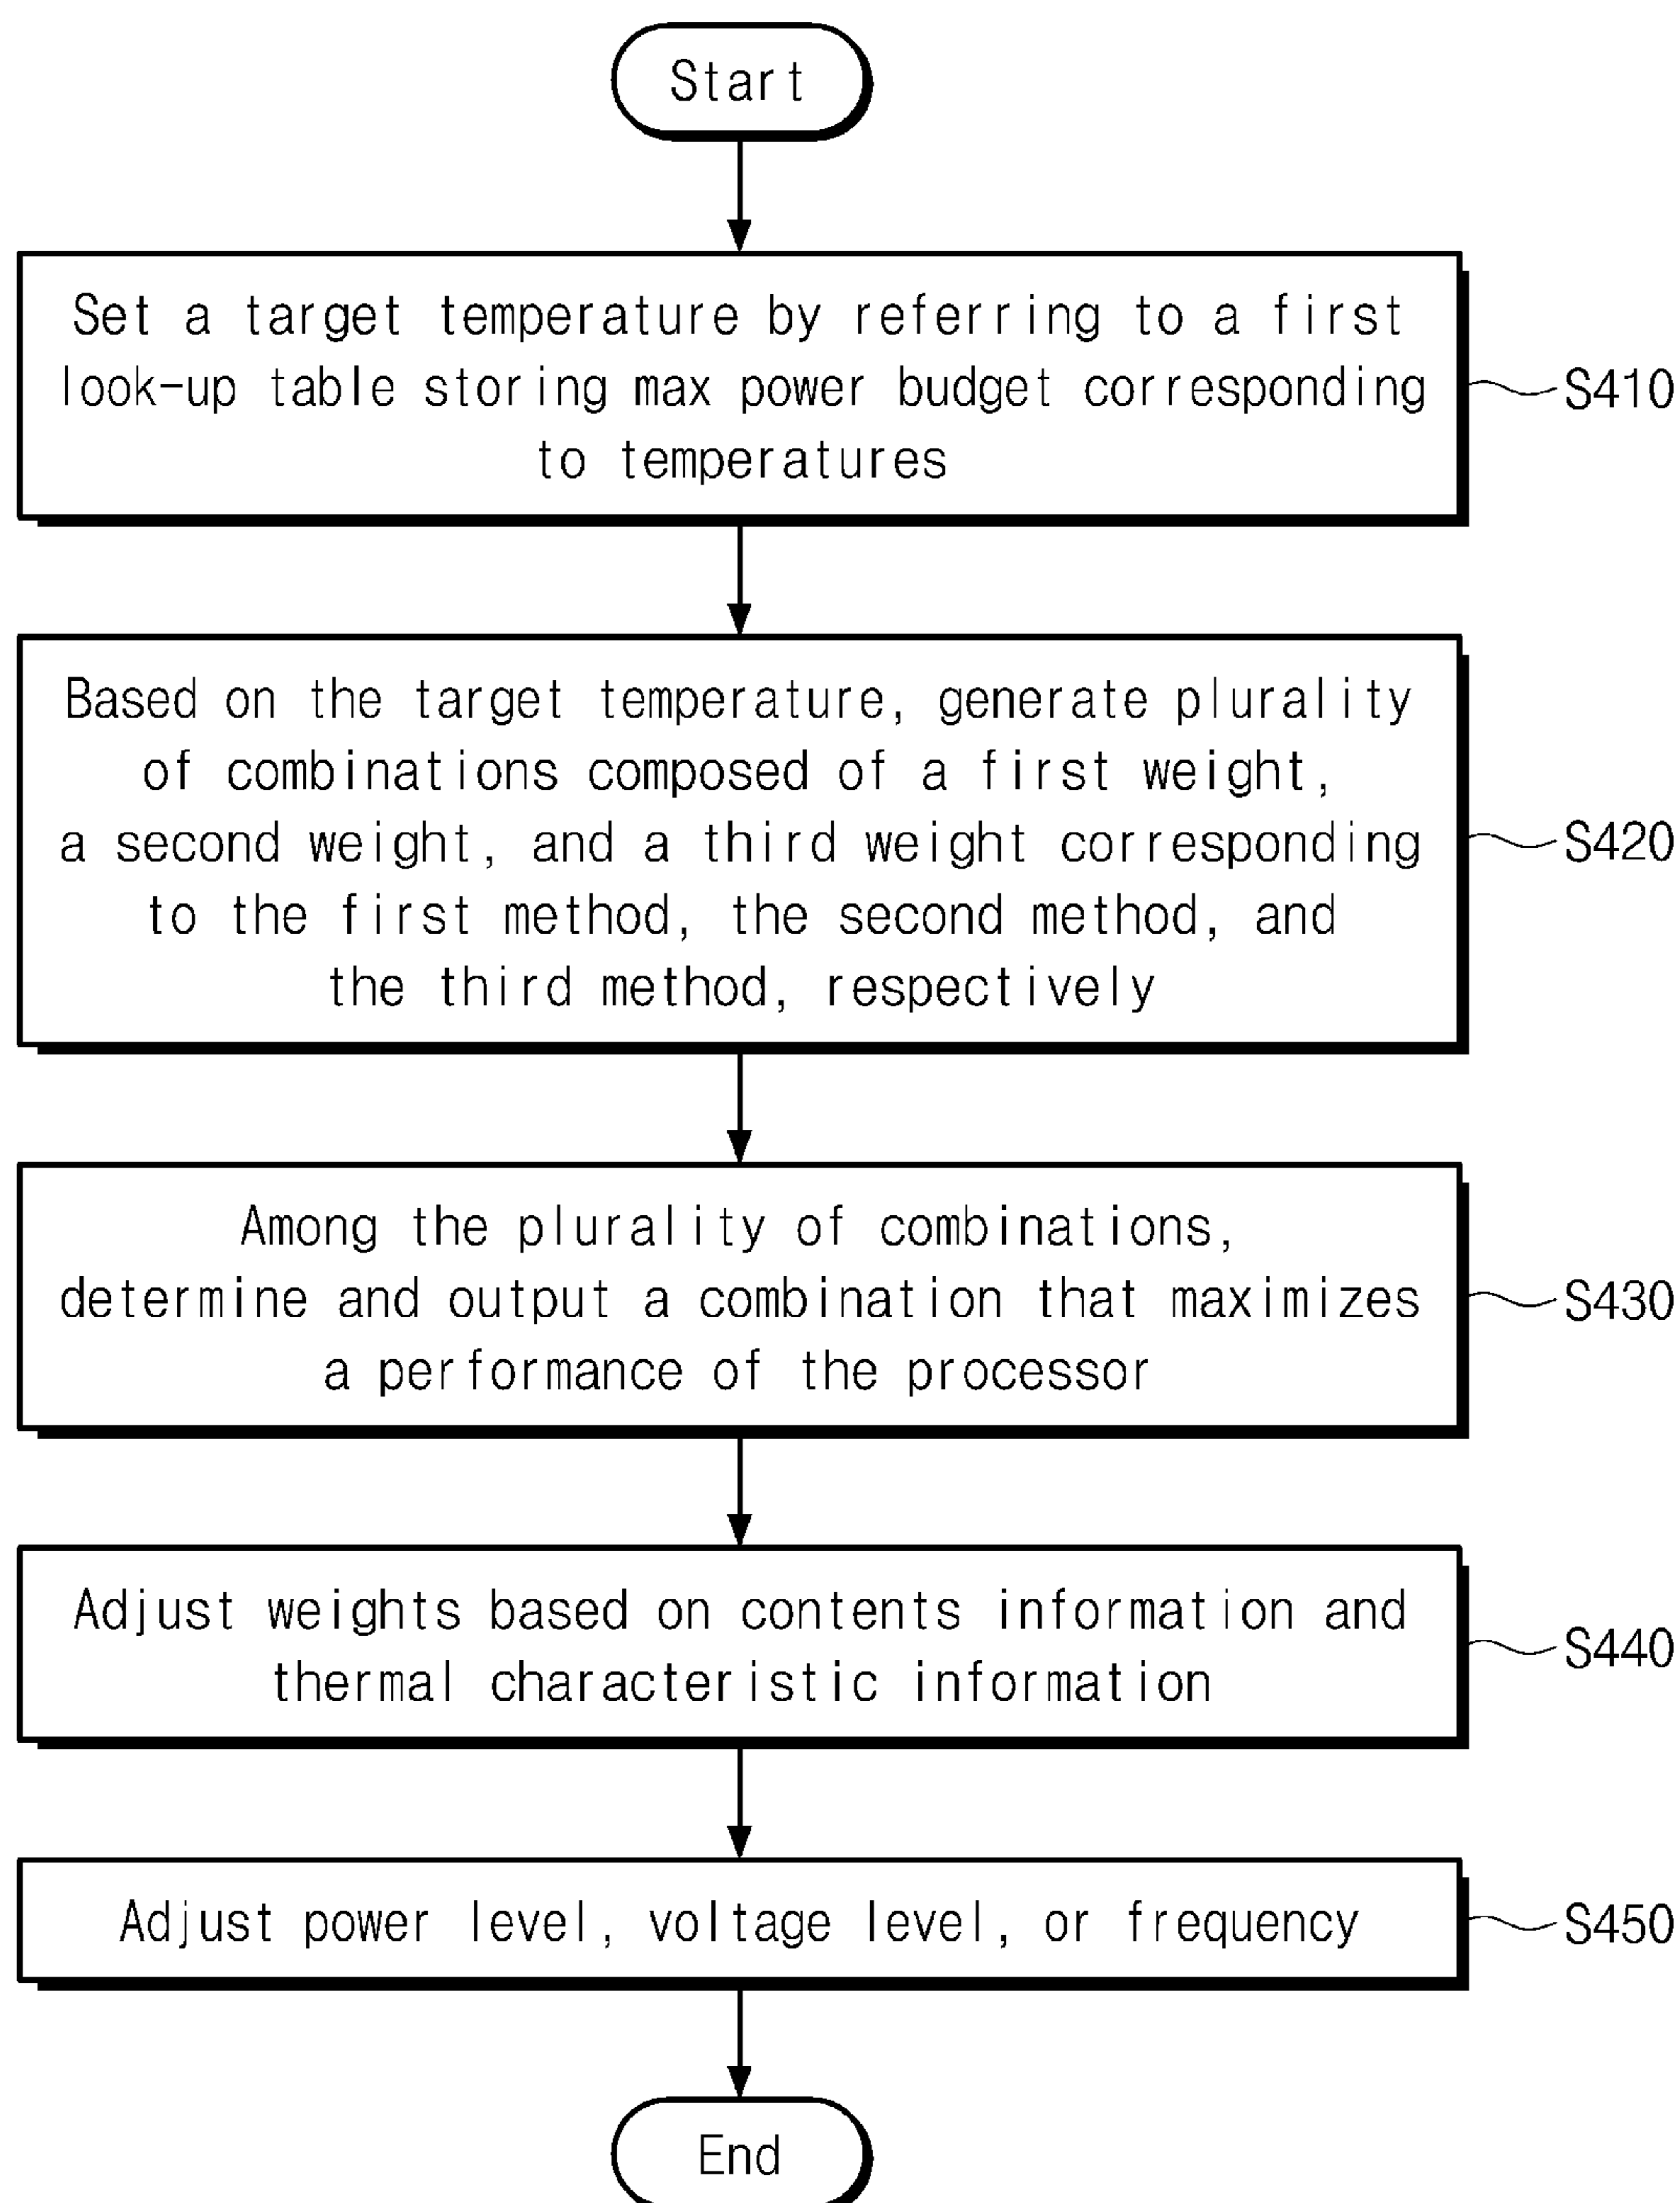 Start
Set a target temperature by referring to a first
look-up table storing max power budget corresponding
to temperatures
S410
Based on the target temperature, generate plurality
of combinations composed of a first weight,
a second weight, and a third weight corresponding
to the first method, the second method, and
the third method, respectively
S420
Among the plurality of combinations,
determine and output a combination that maximizes
a performance of the processor
S430
Adjust weights based on contents information and
thermal characteristic information
S440
Adjust power level, voltage level, or frequency
S450
End